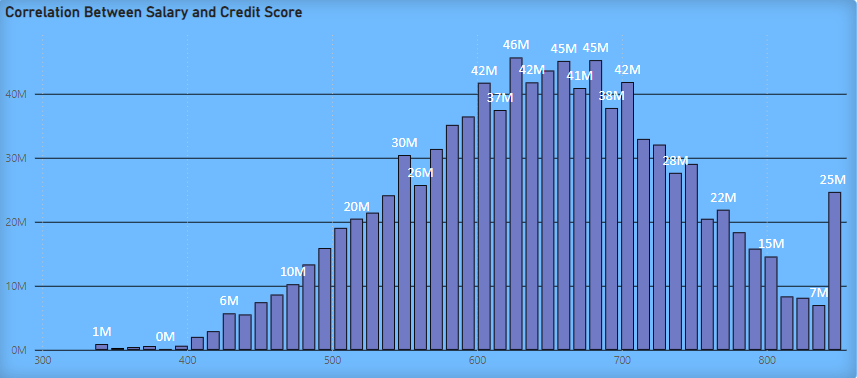 Correlation Between Salary and Credit Score
46M
45M
45M
42M
42M
41M
42M
40M
37M
38M
30M
30M
28M
26M
25M
20M
20M
22M
10M
10M
15M
6M
7M
1M
0M
0M
300
400
500
600
700
800